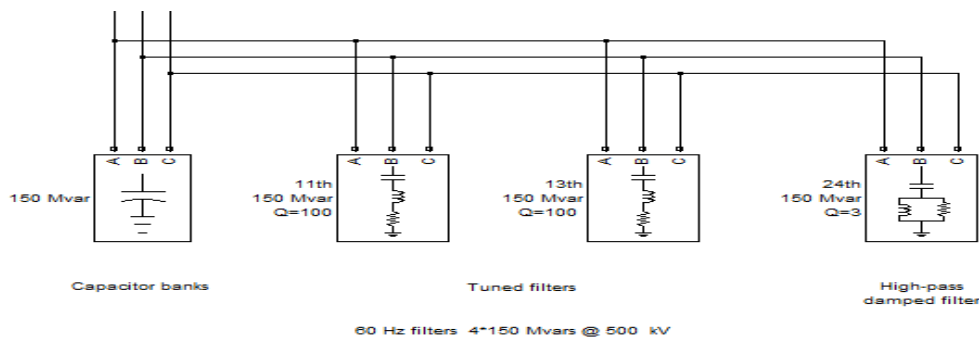 A B C
A B C
A B C
A B C
150 Mvar
11th
150 Mvar
Q=100
13th
150 Mvar
Q=100
24th
150 Mvar
Q=3
Capacitor banks
Tuned filters
High-pass
damped filter
60 Hz filters 4*150 Mvars @ 500 kV